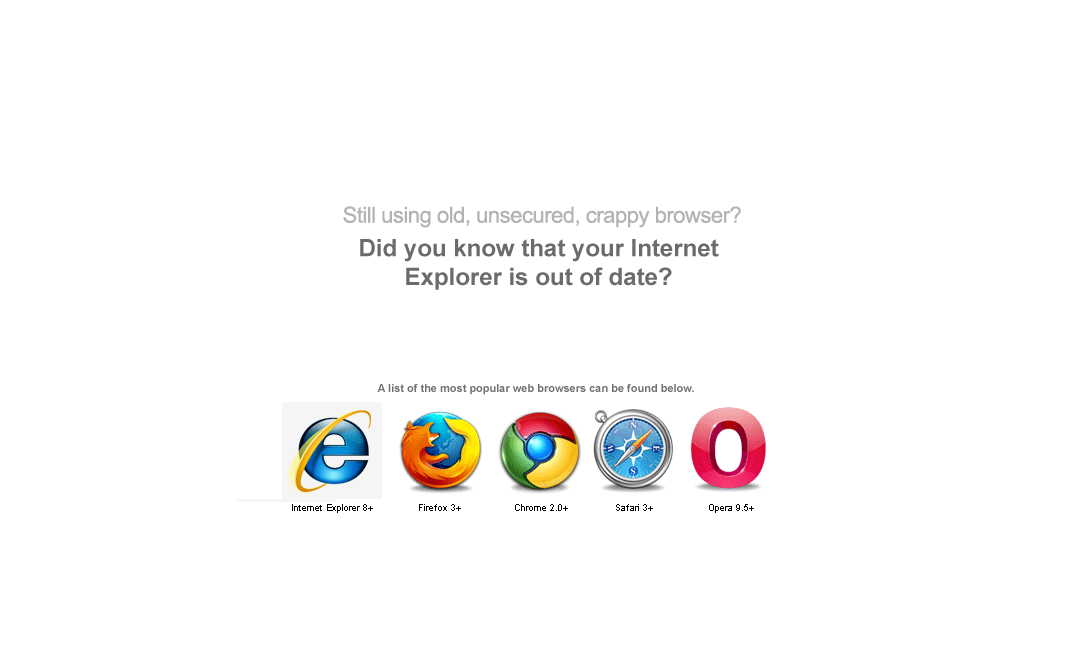 Still using old, unsecured, crappy browser?
Did you know that your Internet
Explorer is out of date?
A list of the most popular web browsers can be found below.
Internet Explorer 8+ Firefox 3+ Chrome 2.0+ Safari 3+ Opera 9.5+